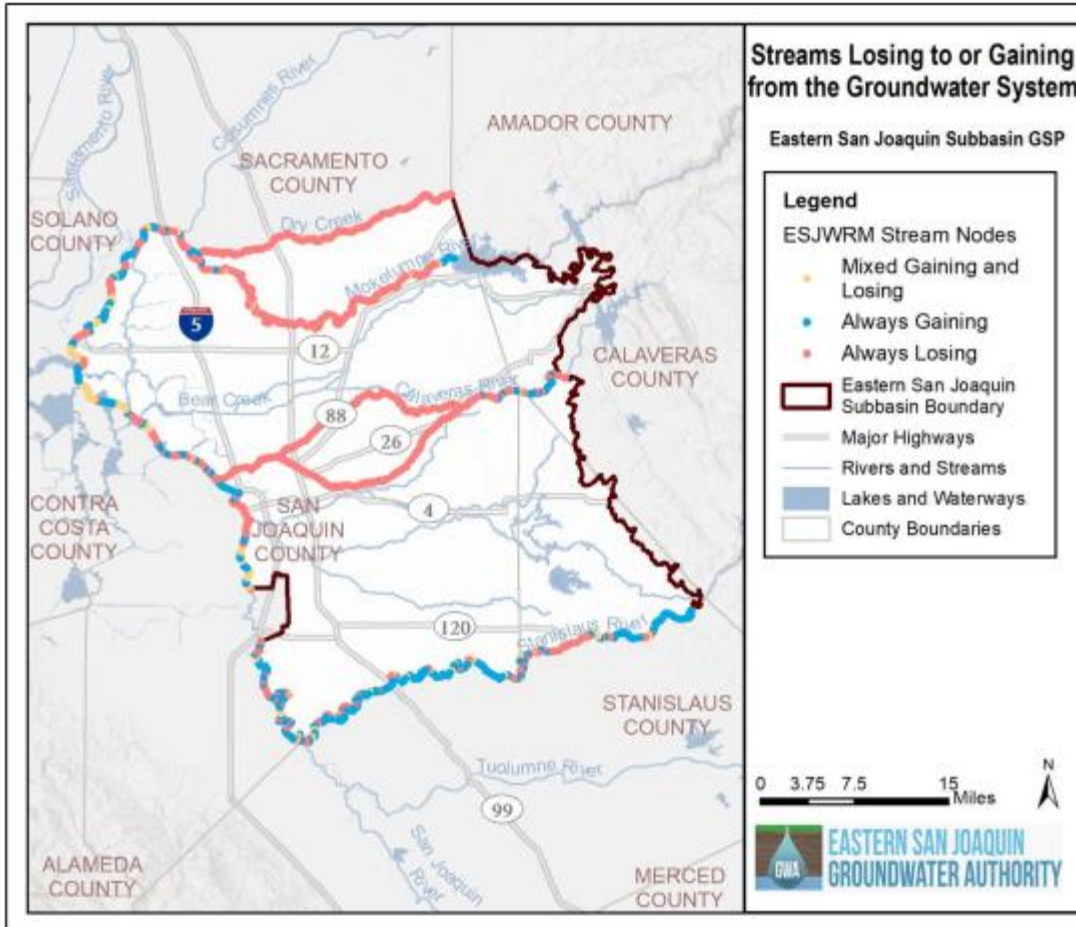 Streams Losing to or Gaining
from the Groundwater System
Eastern San Joaquin Subbasin GSP
Legend
ESJWRM Stream Nodes
Mixed Gaining and
Losing
Always Gaining
Always Losing
Eastern San Joaquin
Subbasin Boundary
Major Highways
Rivers and Streams
Lakes and Waterways
County Boundaries
Sacramento River
Cosumnes River
AMADOR COUNTY
SACRAMENTO
COUNTY
SOLANO
COUNTY
Dry Creek
Mokelumne River
5
12
CALAVERAS
COUNTY
Calaveras River
Bear Creek
88
26
CONTRA
COSTA
COUNTY
SAN
JOAQUIN
COUNTY
4
120
Stanislaus River
STANISLAUS
COUNTY
Tuolumne River
99
San Joaquin
River
ALAMEDA
COUNTY
MERCED
COUNTY
N
0 3.75 7.5 15
Miles
GWA
EASTERN SAN JOAQUIN
GROUNDWATER AUTHORITY